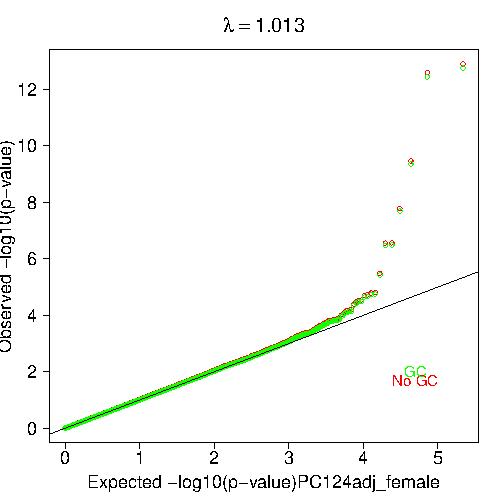 λ = 1.013
Observed −log10(p−value)
12
10
8
6
4
2
0
GC
No GC
0 1 2 3 4 5
Expected −log10(p−value)PC124adj_female